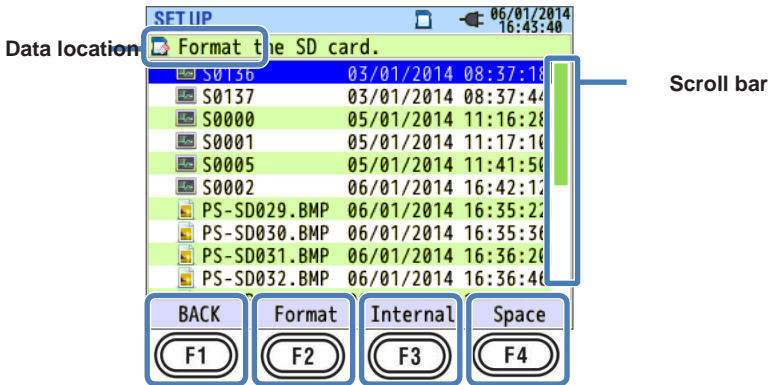 SETUP 06/01/2014
16:43:40
Data location Format the SD card.
S0136 03/01/2014 08:37:18
Scroll bar
S0137 03/01/2014 08:37:44
S0000 05/01/2014 11:16:28
S0001 05/01/2014 11:17:10
S0005 05/01/2014 11:41:50
S0002 06/01/2014 16:42:12
PS-SD029.BMP 06/01/2014 16:35:22
PS-SD030.BMP 06/01/2014 16:35:36
PS-SD031.BMP 06/01/2014 16:36:20
PS-SD032.BMP 06/01/2014 16:36:46
BACK Format Internal Space
F1 F2 F3 F4